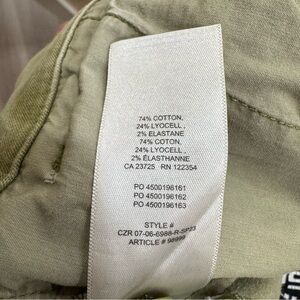 74% COTTON,
24% LYOCELL ,
2% ELASTANE
74% COTON,
24% LYOCELL ,
2% ÉLASTHANNE
CA 23725 RN 122354
PO 4500198161
PO 4500198162
PO 4500198163
STYLE #
CZR 07-06-6988-R-SP23
ARTICLE # 98999